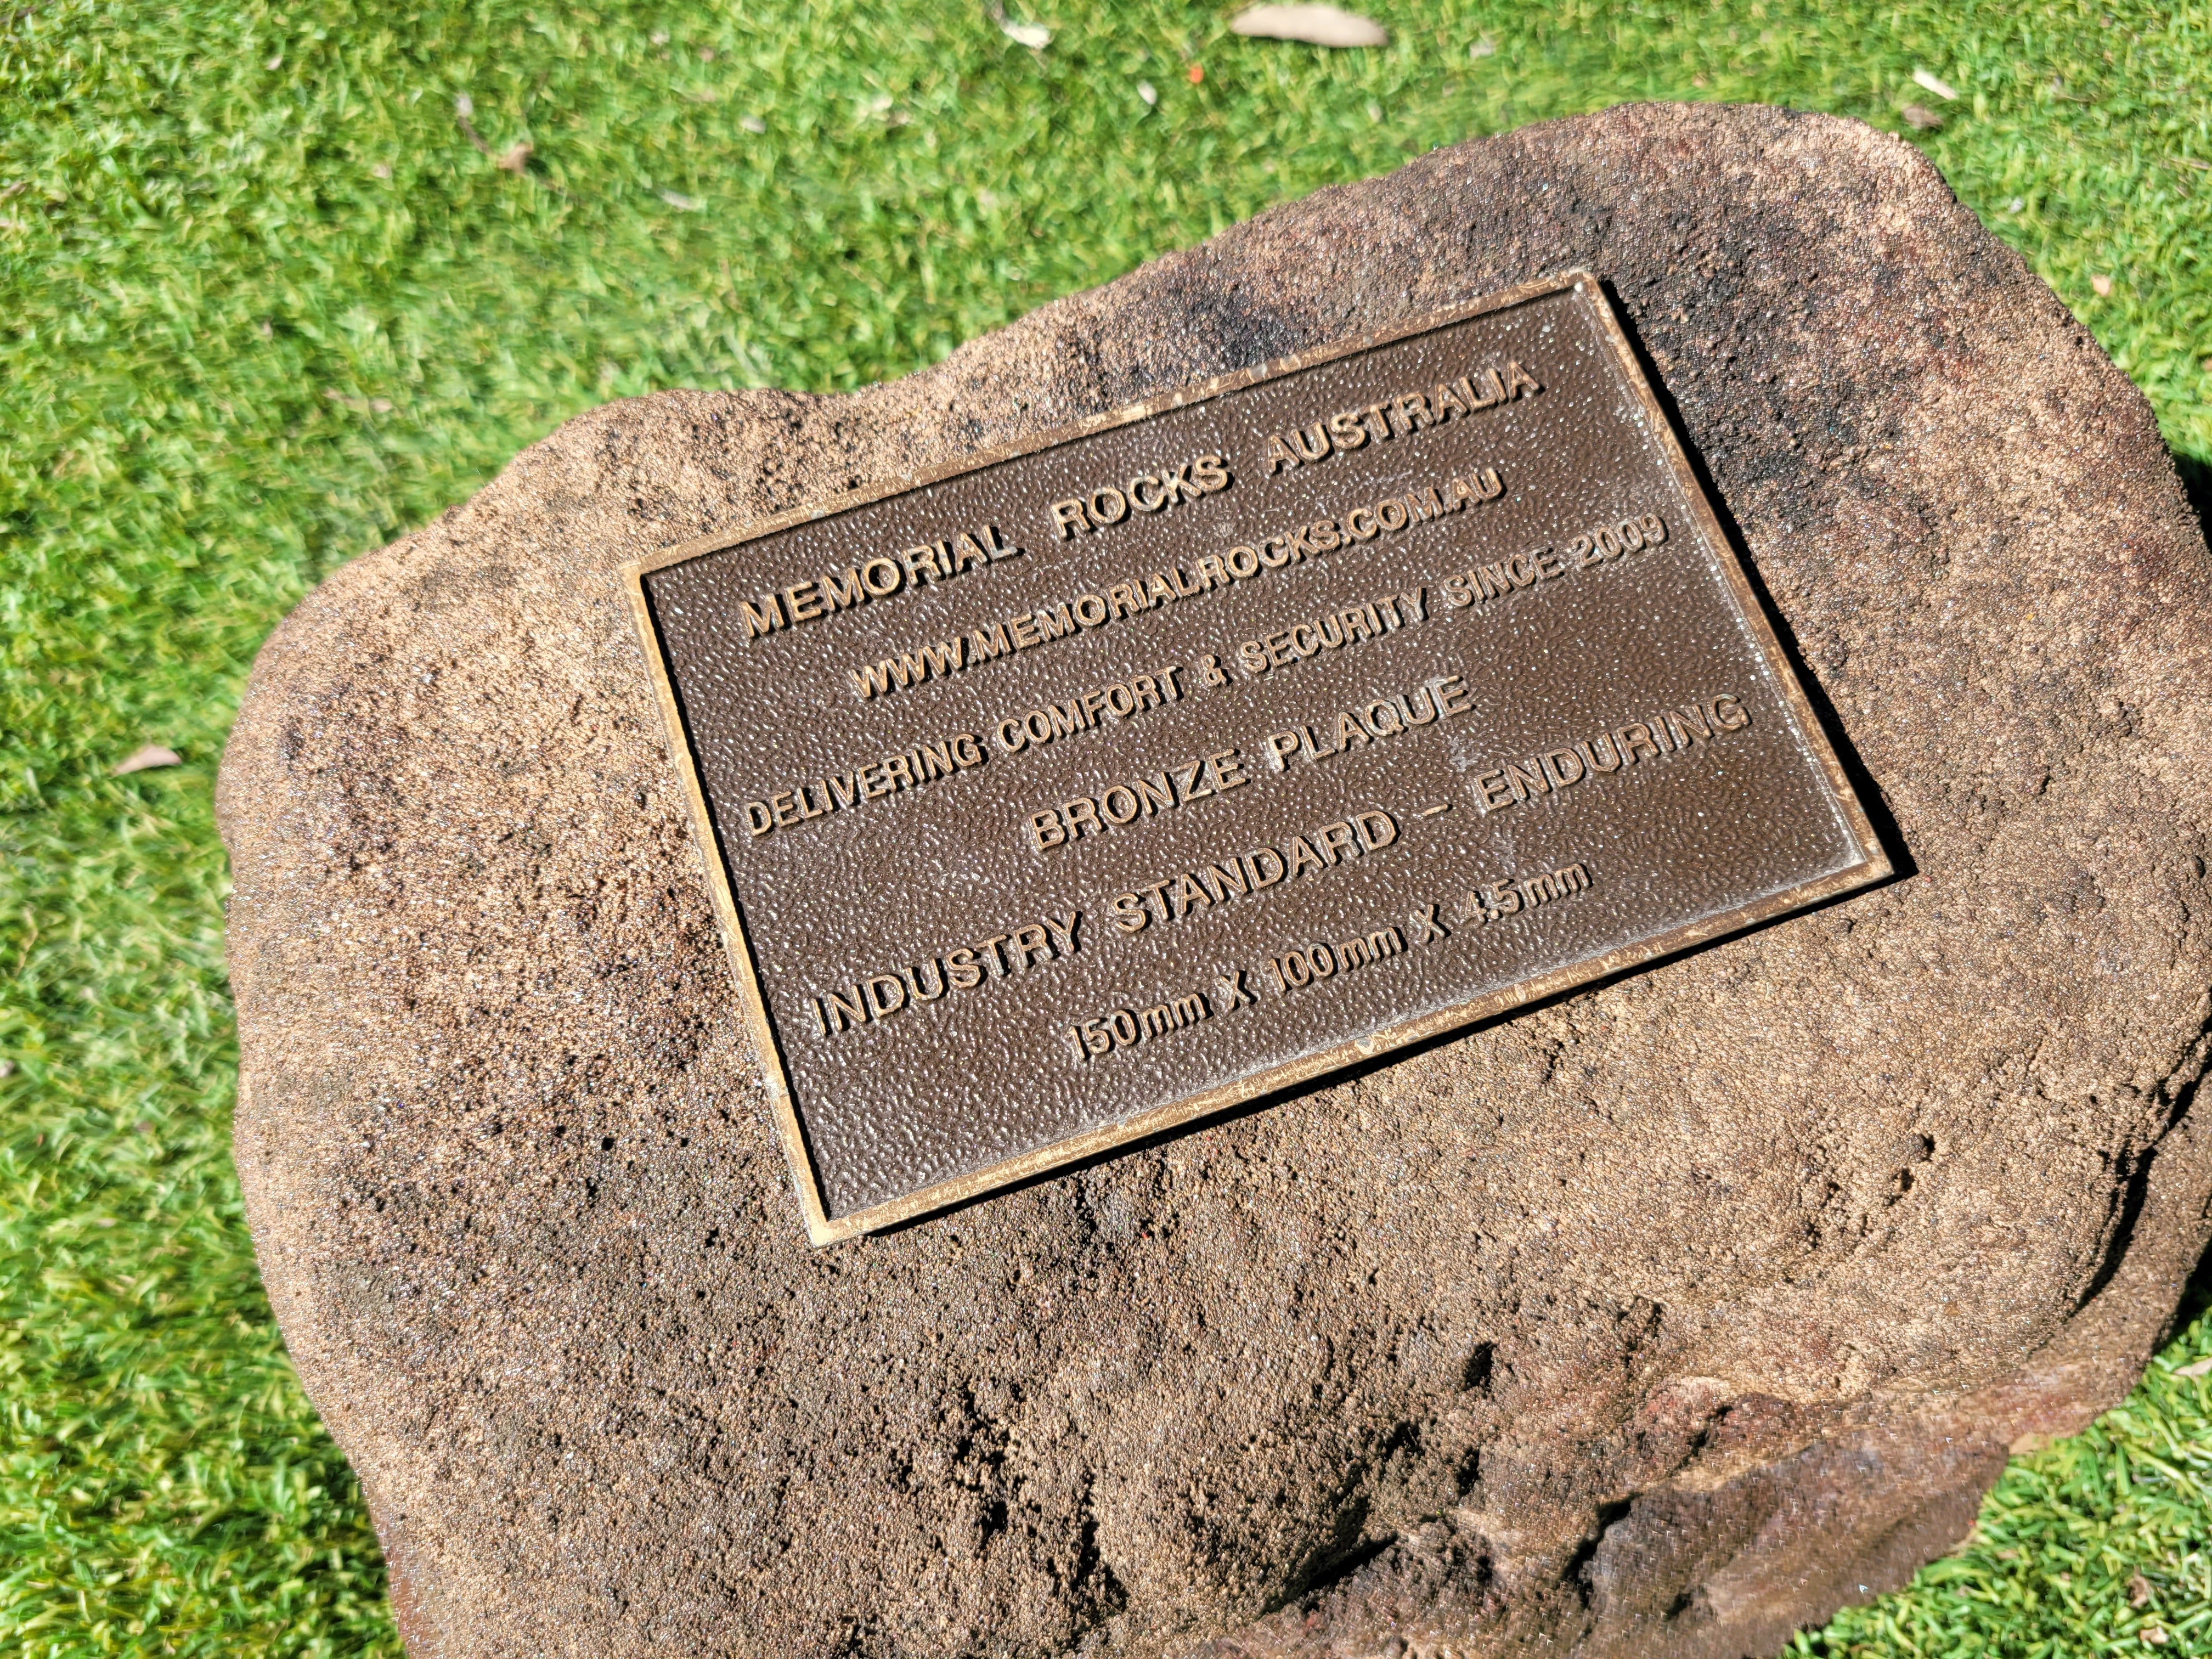 MEMORIAL ROCKS AUSTRALIA
WWW.MEMORIALROCKS.COM.AU
DELIVERING COMFORT & SECURITY SINCE 2009
BRONZE PLAQUE
INDUSTRY STANDARD - ENDURING
150mm X 100mm X 4.5mm